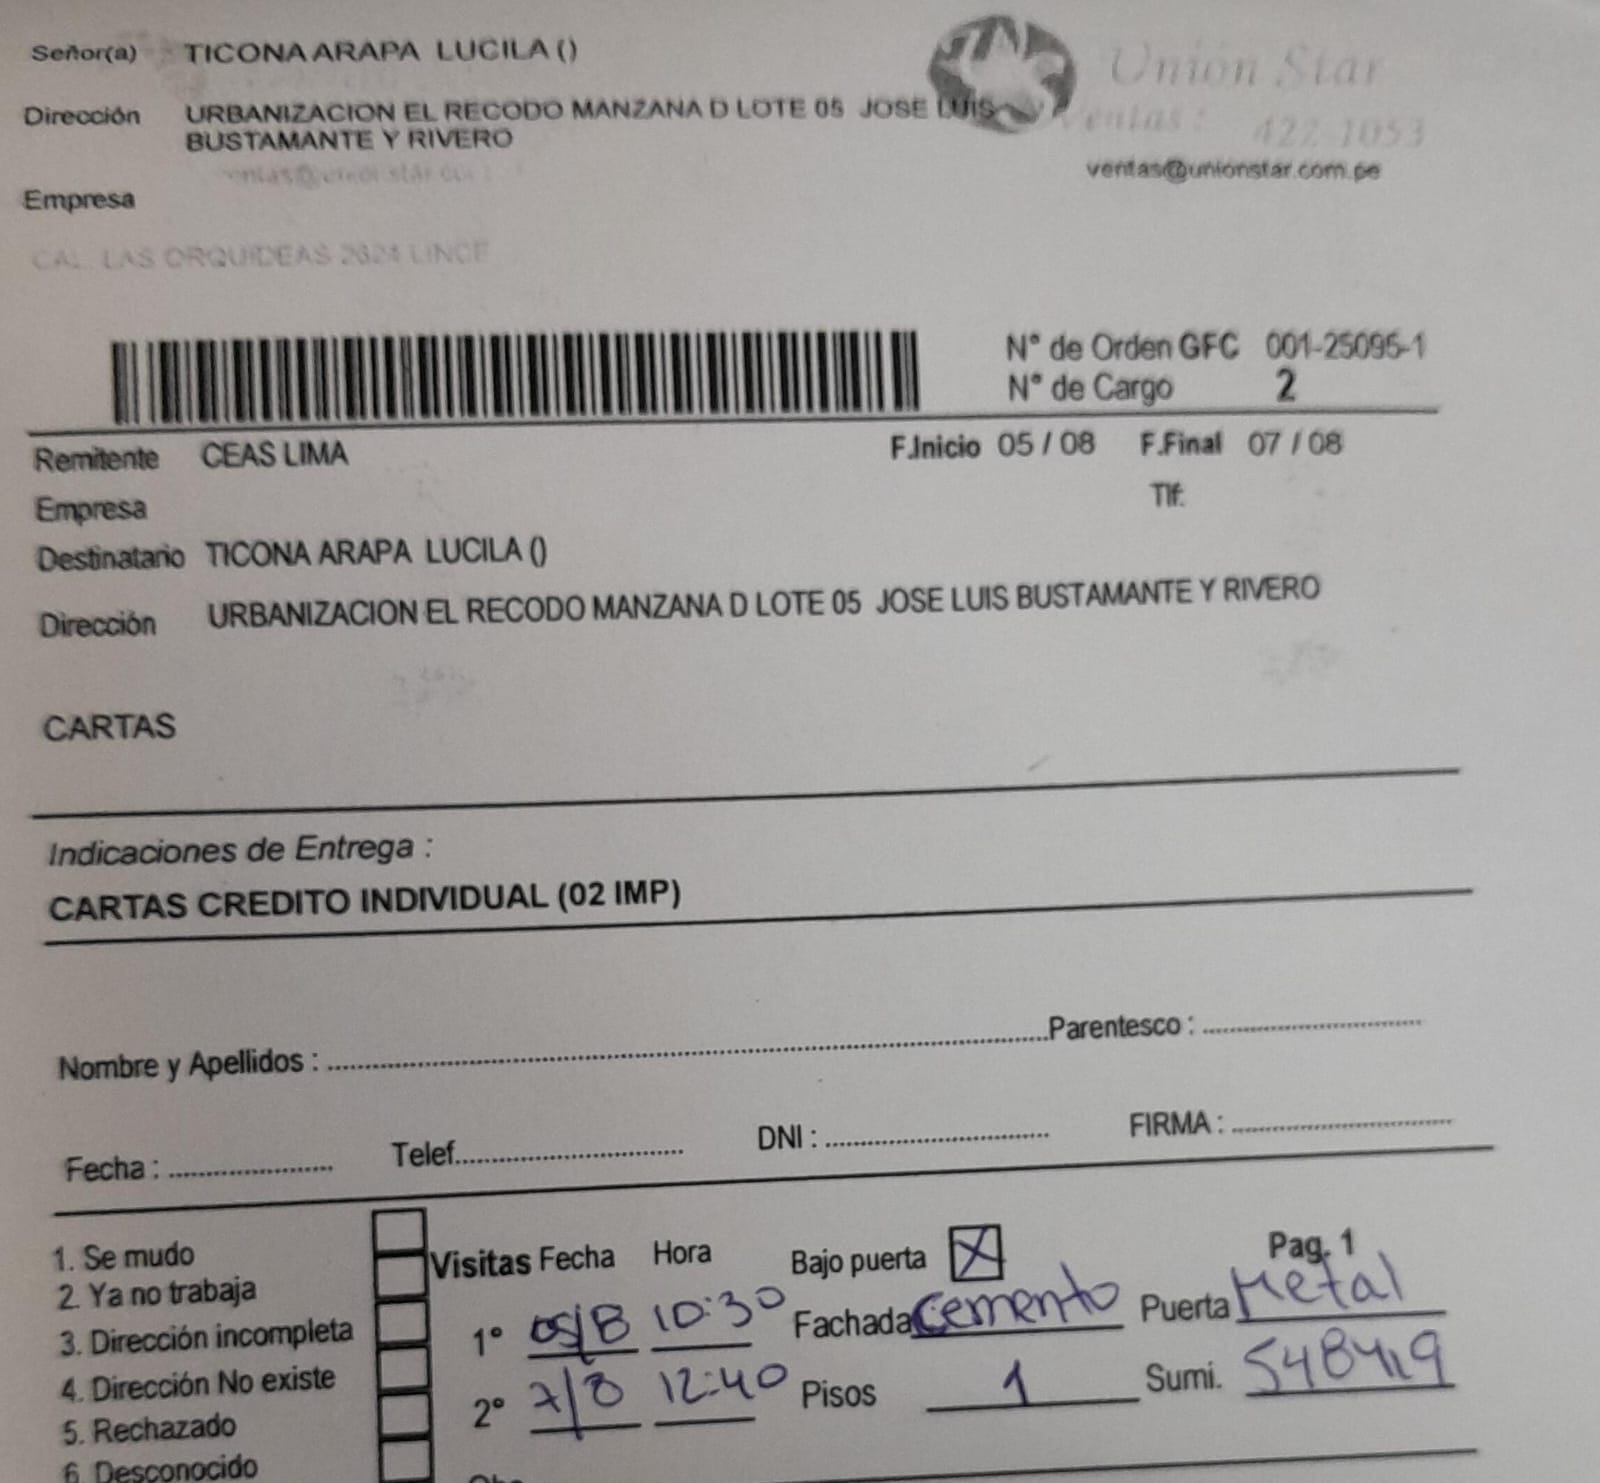 Señor(a) TICONA ARAPA LUCILA ()
Unión Star
Dirección URBANIZACION EL RECODO MANZANA D LOTE 05 JOSE LUIS
BUSTAMANTE Y RIVERO
Ventas: 422-1053
ventas@unionstar.com.pe
Empresa
CAL. LAS ORQUIDEAS 2624 LINCE
N° de Orden GFC 001-25095-1
N° de Cargo 2
Remitente CEAS LIMA F.Inicio 05 / 08 F.Final 07 / 08
Empresa Tlf:
Destinatario TICONA ARAPA LUCILA ()
Dirección URBANIZACION EL RECODO MANZANA D LOTE 05 JOSE LUIS BUSTAMANTE Y RIVERO
CARTAS
Indicaciones de Entrega :
CARTAS CREDITO INDIVIDUAL (02 IMP)
Nombre y Apellidos : Parentesco :
Fecha : Telef. DNI : FIRMA :
1. Se mudo
2. Ya no trabaja
3. Dirección incompleta
4. Dirección No existe
5. Rechazado
6 Desconocido
Visitas Fecha Hora Bajo puerta X Pag. 1
1° 05/8 10:30 Fachada Cemento Puerta Metal
2° 7/8 12:40 Pisos 1 Sumi. 548419